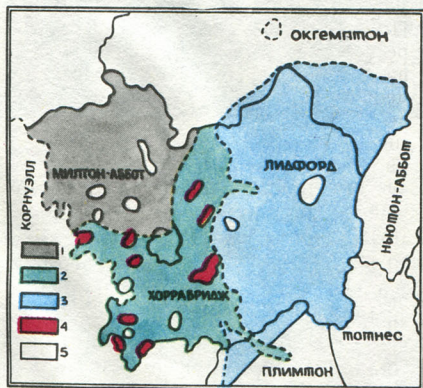 ОКГЕМПТОН
МИЛТОН-АББОТ
ЛИДФОРД
КОРНУЭЛЛ
НЬЮТОН-АББОТ
1
2
3
4
5
ХОРРАБРИДЖ
ТОТНЕС
ПЛИМТОН